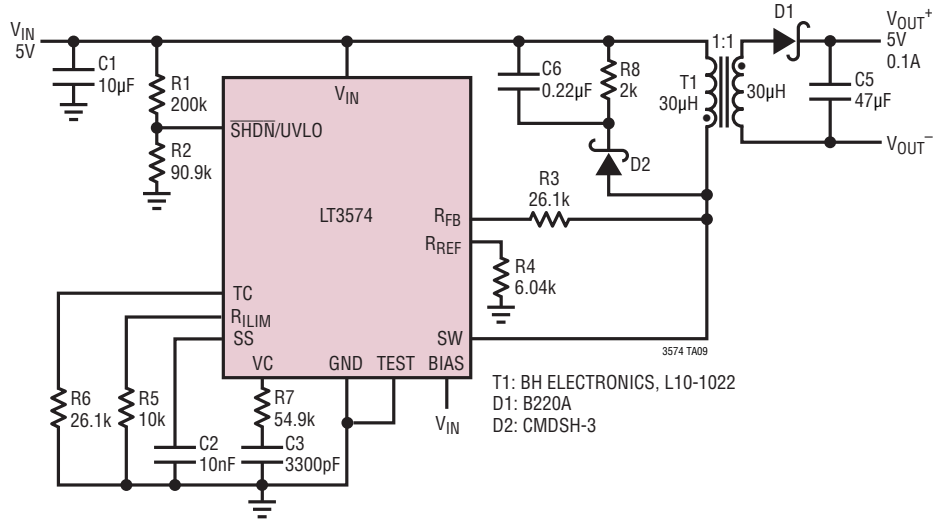 VIN
5V
C1
10µF
R1
200k
R2
90.9k
VIN
SHDN/UVLO
LT3574
RFB
RREF
TC
RILIM
SS
SW
VC
GND
TEST
BIAS
VIN
C6
0.22µF
R8
2k
D2
R3
26.1k
R4
6.04k
T1
30µH
1:1
30µH
D1
C5
47µF
VOUT+
5V
0.1A
VOUT–
R6
26.1k
R5
10k
C2
10nF
R7
54.9k
C3
3300pF
3574 TA09
T1: BH ELECTRONICS, L10-1022
D1: B220A
D2: CMDSH-3